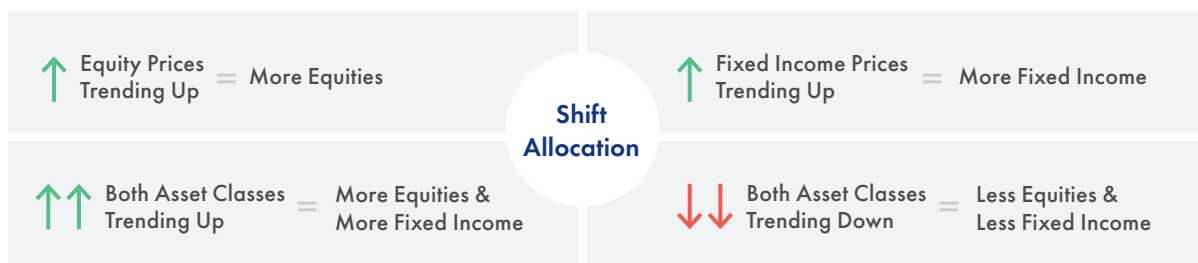 Equity Prices
Trending Up = More Equities
Fixed Income Prices
Trending Up = More Fixed Income
Shift
Allocation
Both Asset Classes
Trending Up = More Equities &
More Fixed Income
Both Asset Classes
Trending Down = Less Equities &
Less Fixed Income